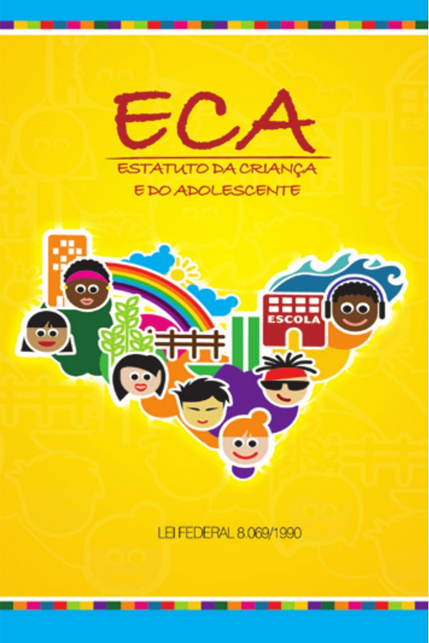 ECA
ESTATUTO DA CRIANÇA
E DO ADOLESCENTE
ESCOLA
LEI FEDERAL 8.069/1990